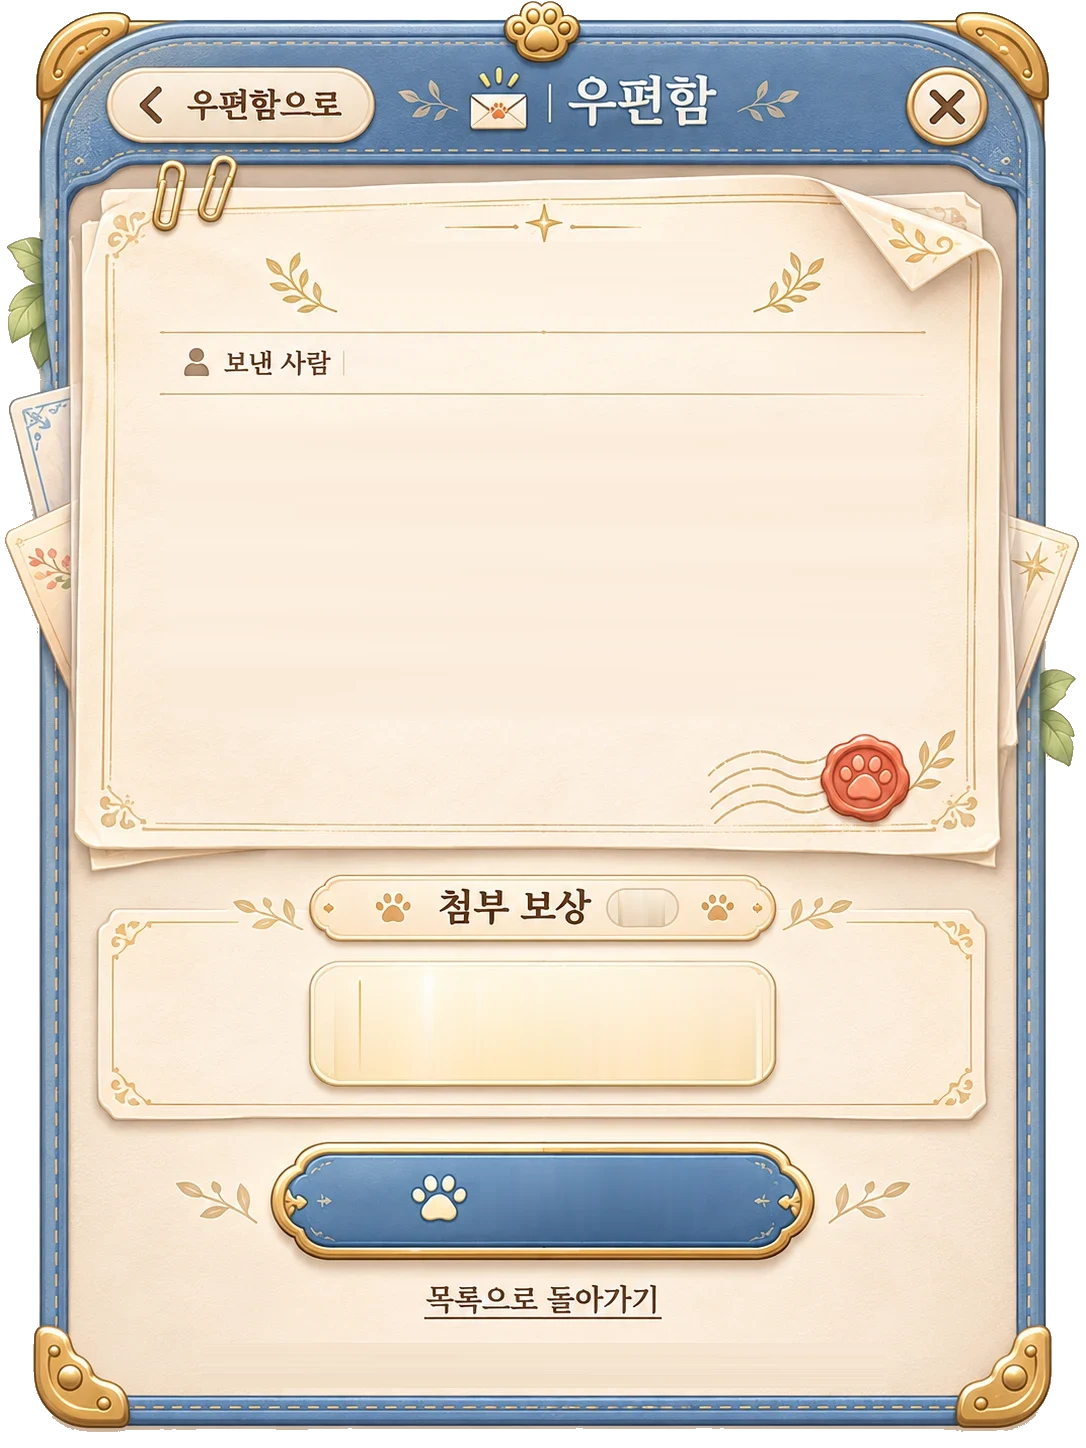 우편함으로
우편함
보낸 사람
첨부 보상
목록으로 돌아가기